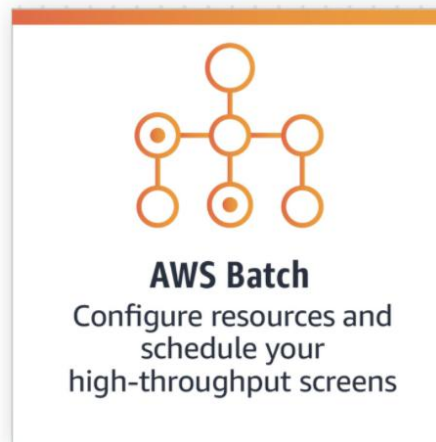 AWS Batch
Configure resources and
schedule your
high-throughput screens